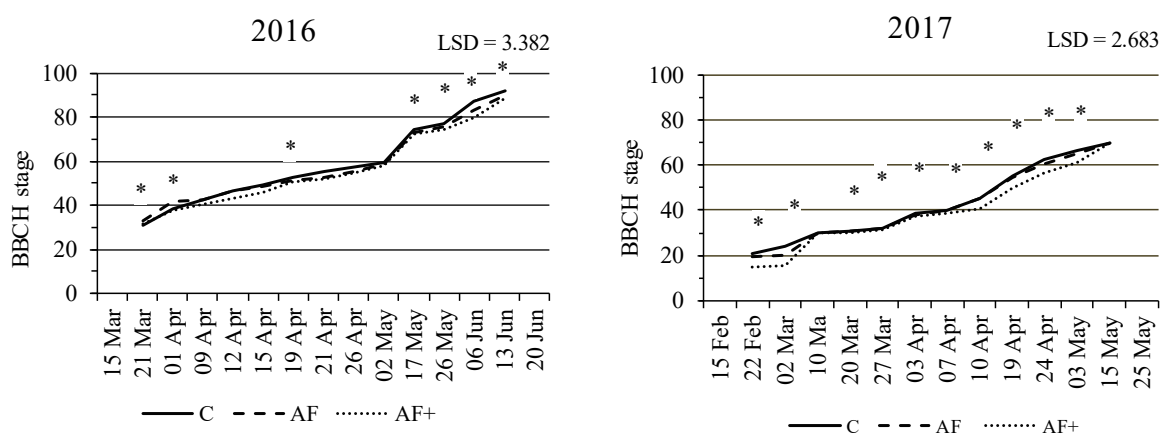 2016
LSD = 3.382
BBCH stage
100
80
60
40
20
0
* * * * * * *
15 Mar
21 Mar
01 Apr
09 Apr
12 Apr
15 Apr
19 Apr
21 Apr
26 Apr
02 May
17 May
26 May
06 Jun
13 Jun
20 Jun
C AF AF+
2017
LSD = 2.683
BBCH stage
100
80
60
40
20
0
* * * * * * * * * *
15 Feb
22 Feb
02 Mar
10 Ma
20 Mar
27 Mar
03 Apr
07 Apr
10 Apr
19 Apr
24 Apr
03 May
15 May
25 May
C AF AF+